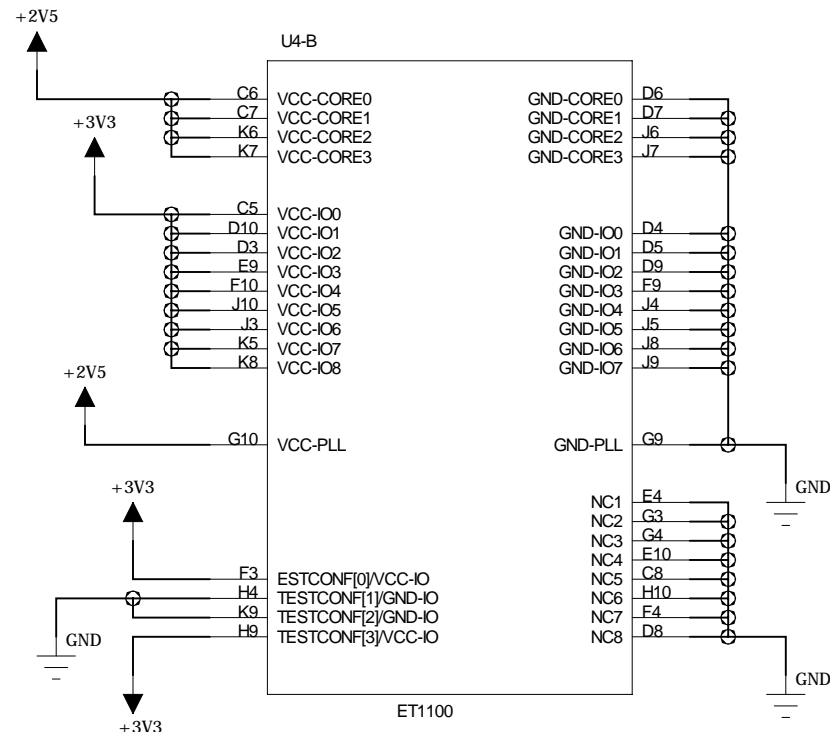 +2V5
U4-B
C6 VCC-CORE0 GND-CORE0 D6
C7 VCC-CORE1 GND-CORE1 D7
+3V3
K6 VCC-CORE2 GND-CORE2 J6
K7 VCC-CORE3 GND-CORE3 J7
C5 VCC-IO0
D10 VCC-IO1 GND-IO0 D4
D3 VCC-IO2 GND-IO1 D5
E9 VCC-IO3 GND-IO2 D9
F10 VCC-IO4 GND-IO3 F9
J10 VCC-IO5 GND-IO4 J4
J3 VCC-IO6 GND-IO5 J5
K5 VCC-IO7 GND-IO6 J8
K8 VCC-IO8 GND-IO7 J9
+2V5
G10 VCC-PLL GND-PLL G9
+3V3
GND
NC1 E4
NC2 G3
NC3 G4
NC4 E10
F3 ESTCONF[0]/VCC-IO NC5 C8
H4 TESTCONF[1]/GND-IO NC6 H10
K9 TESTCONF[2]/GND-IO NC7 F4
H9 TESTCONF[3]/VCC-IO NC8 D8
GND
GND
ET1100
+3V3